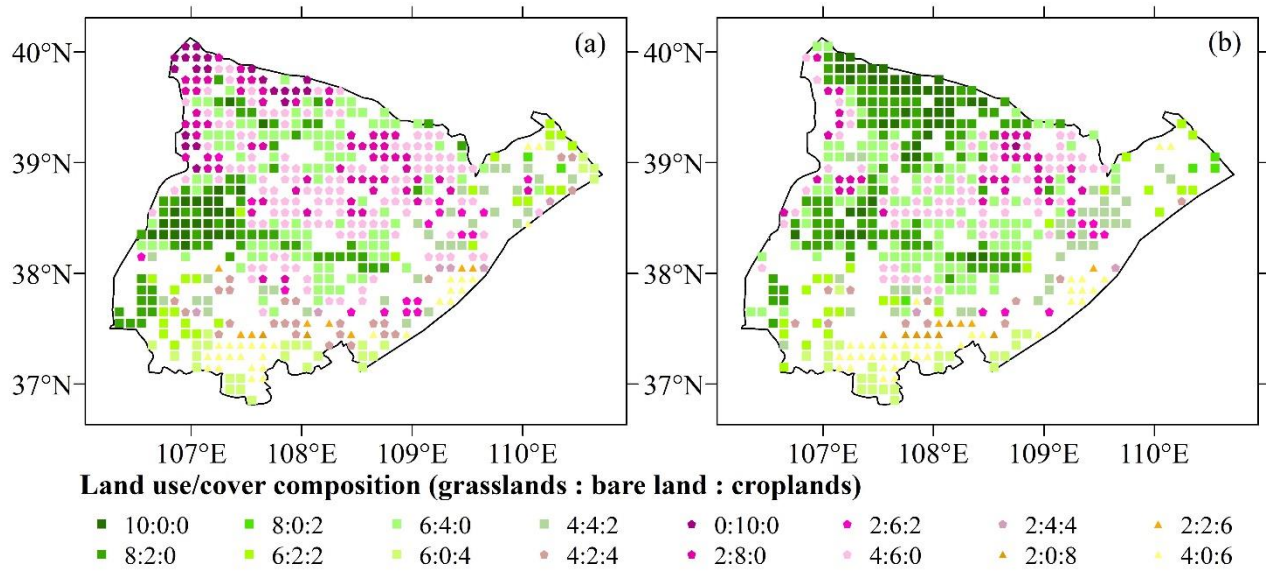 (a) (b)
40°N 40°N
39°N 39°N
38°N 38°N
37°N 37°N
107°E 108°E 109°E 110°E 107°E 108°E 109°E 110°E
Land use/cover composition (grasslands : bare land : croplands)
10:0:0 8:0:2 6:4:0 4:4:2 0:10:0 2:6:2 2:4:4 2:2:6
8:2:0 6:2:2 6:0:4 4:2:4 2:8:0 4:6:0 2:0:8 4:0:6